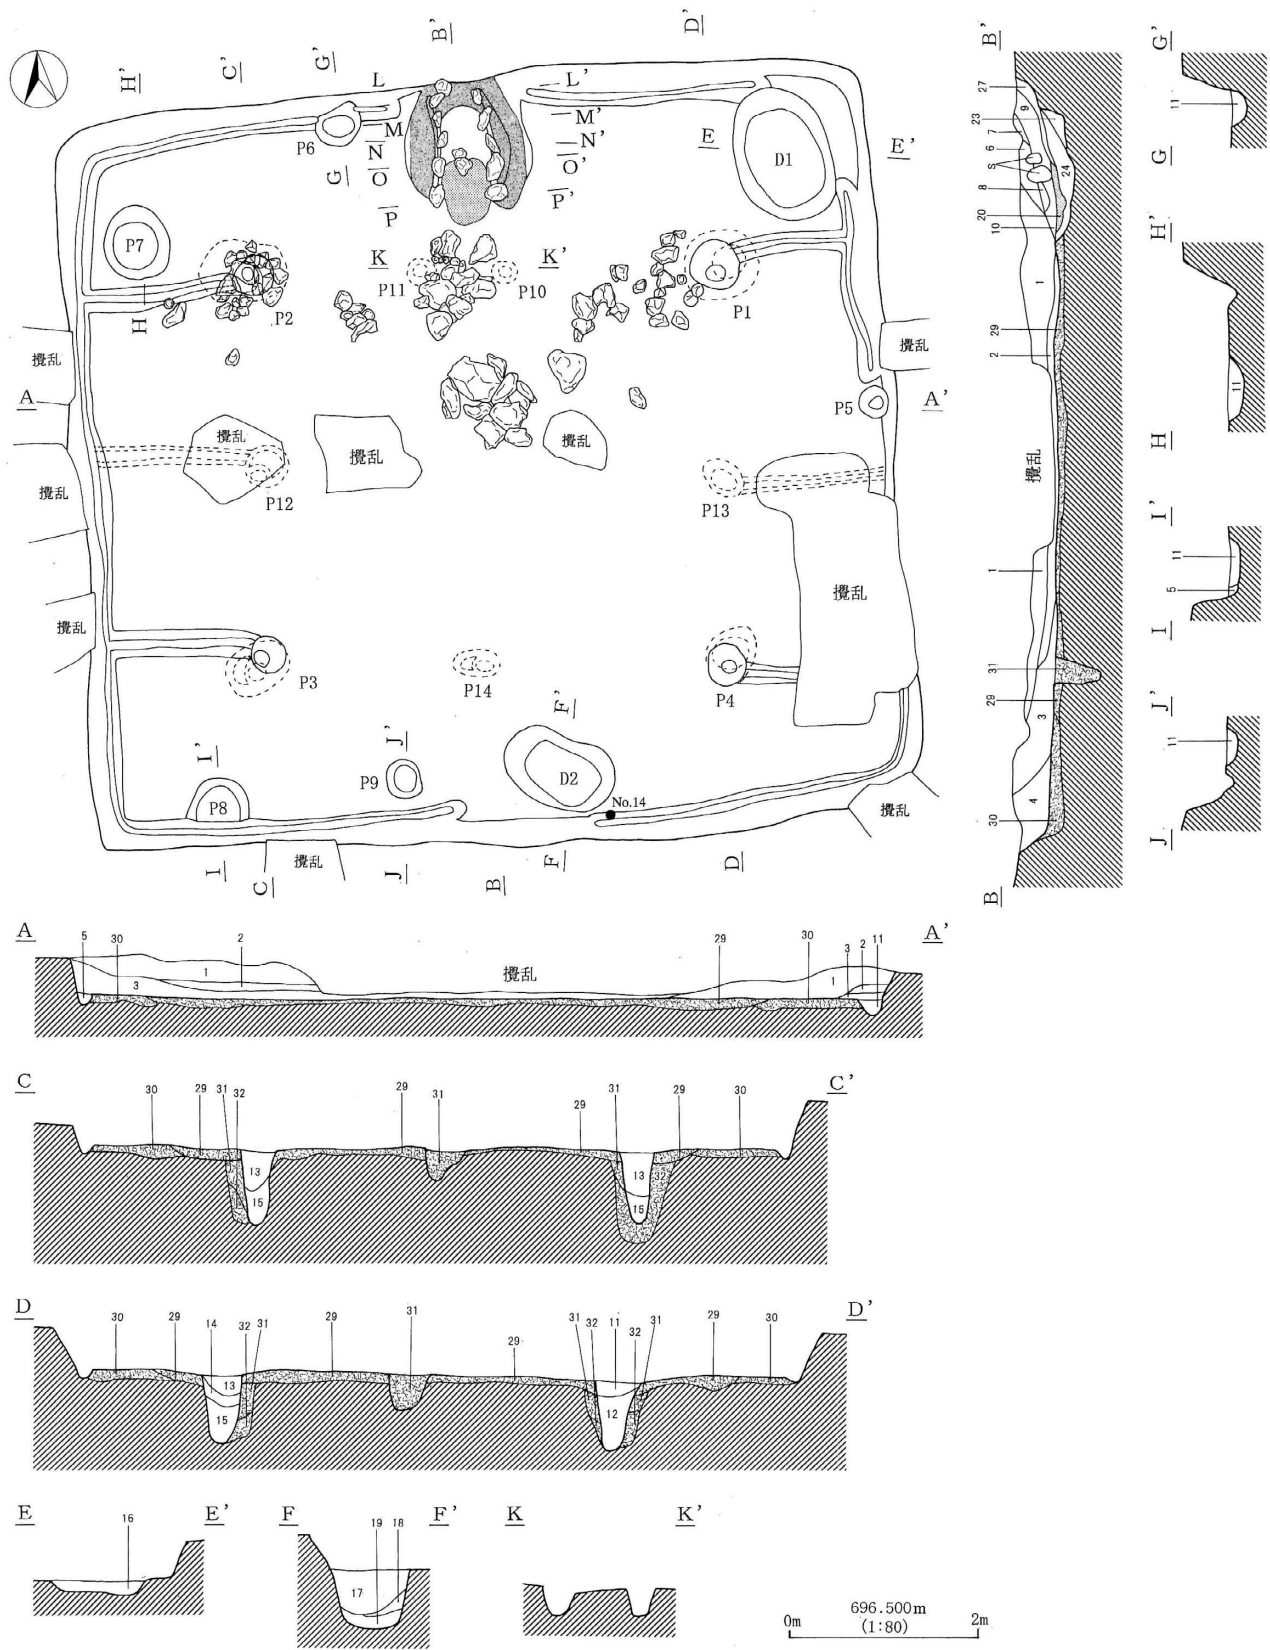 H' C' G' B' D'
L L'
M M'
N N'
O O'
P P'
G
E E'
P6
D1
P7
K K'
P11 P10
P2 P1
H
攪乱
攪乱
A A'
P5
攪乱
攪乱
攪乱
攪乱
P12
P13
攪乱
攪乱
P3
P14
P4
F'
I' J'
P9
P8
D2
No.14
攪乱
攪乱
I C J B F D
B'
27
9
23
7
6
S
8
24
20
10
1
29
2
攪乱
1
31
29
3
4
30
B
G'
11
G
H'
11
H
I'
11
5
I
J'
11
J
A A'
5 30 2 29 30 3 2 11
1 3 攪乱 1
C C'
30 29 31 32 29 31 29 31 29 30
13 15 13 32 15
D D'
30 29 14 32 31 29 31 29 31 32 11 32 31 29 30
13 15 12
E E' F F' K K'
16
19 18
17
696.500m
0m (1:80) 2m